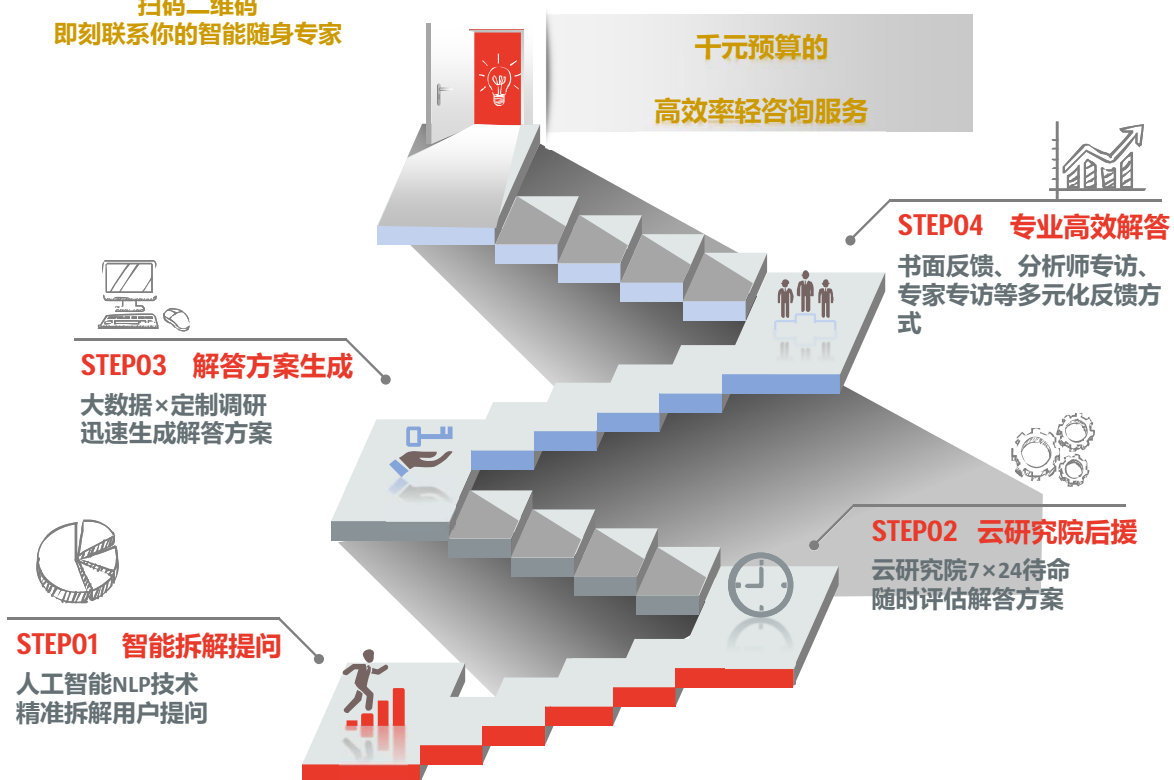 扫码二维码
即刻联系你的智能随身专家
千元预算的
高效率轻咨询服务
STEP04 专业高效解答
书面反馈、分析师专访、
专家专访等多元化反馈方
式
STEP03 解答方案生成
大数据×定制调研
迅速生成解答方案
STEP02 云研究院后援
云研究院7×24待命
随时评估解答方案
STEP01 智能拆解提问
人工智能NLP技术
精准拆解用户提问